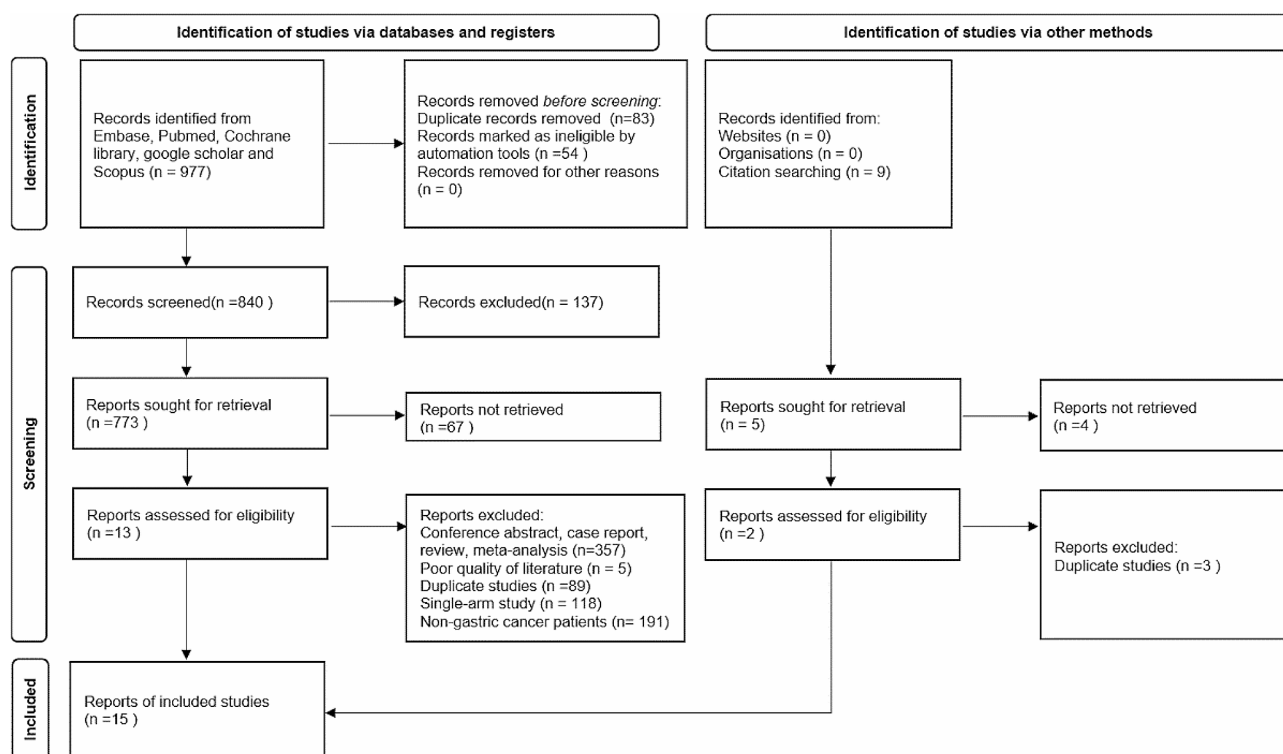 Identification of studies via databases and registers
Identification of studies via other methods
Identification
Records identified from
Embase, Pubmed, Cochrane
library, google scholar and
Scopus (n = 977)
Records removed before screening:
Duplicate records removed (n=83)
Records marked as ineligible by
automation tools (n =54 )
Records removed for other reasons
(n = 0)
Records identified from:
Websites (n = 0)
Organisations (n = 0)
Citation searching (n = 9)
Screening
Records screened(n =840 )
Records excluded(n = 137)
Reports sought for retrieval
(n =773 )
Reports not retrieved
(n =67 )
Reports sought for retrieval
(n = 5)
Reports not retrieved
(n =4 )
Reports assessed for eligibility
(n =13 )
Reports excluded:
Conference abstract, case report,
review, meta-analysis (n=357)
Poor quality of literature (n = 5)
Duplicate studies (n =89)
Single-arm study (n = 118)
Non-gastric cancer patients (n= 191)
Reports assessed for eligibility
(n =2 )
Reports excluded:
Duplicate studies (n =3 )
Included
Reports of included studies
(n =15 )